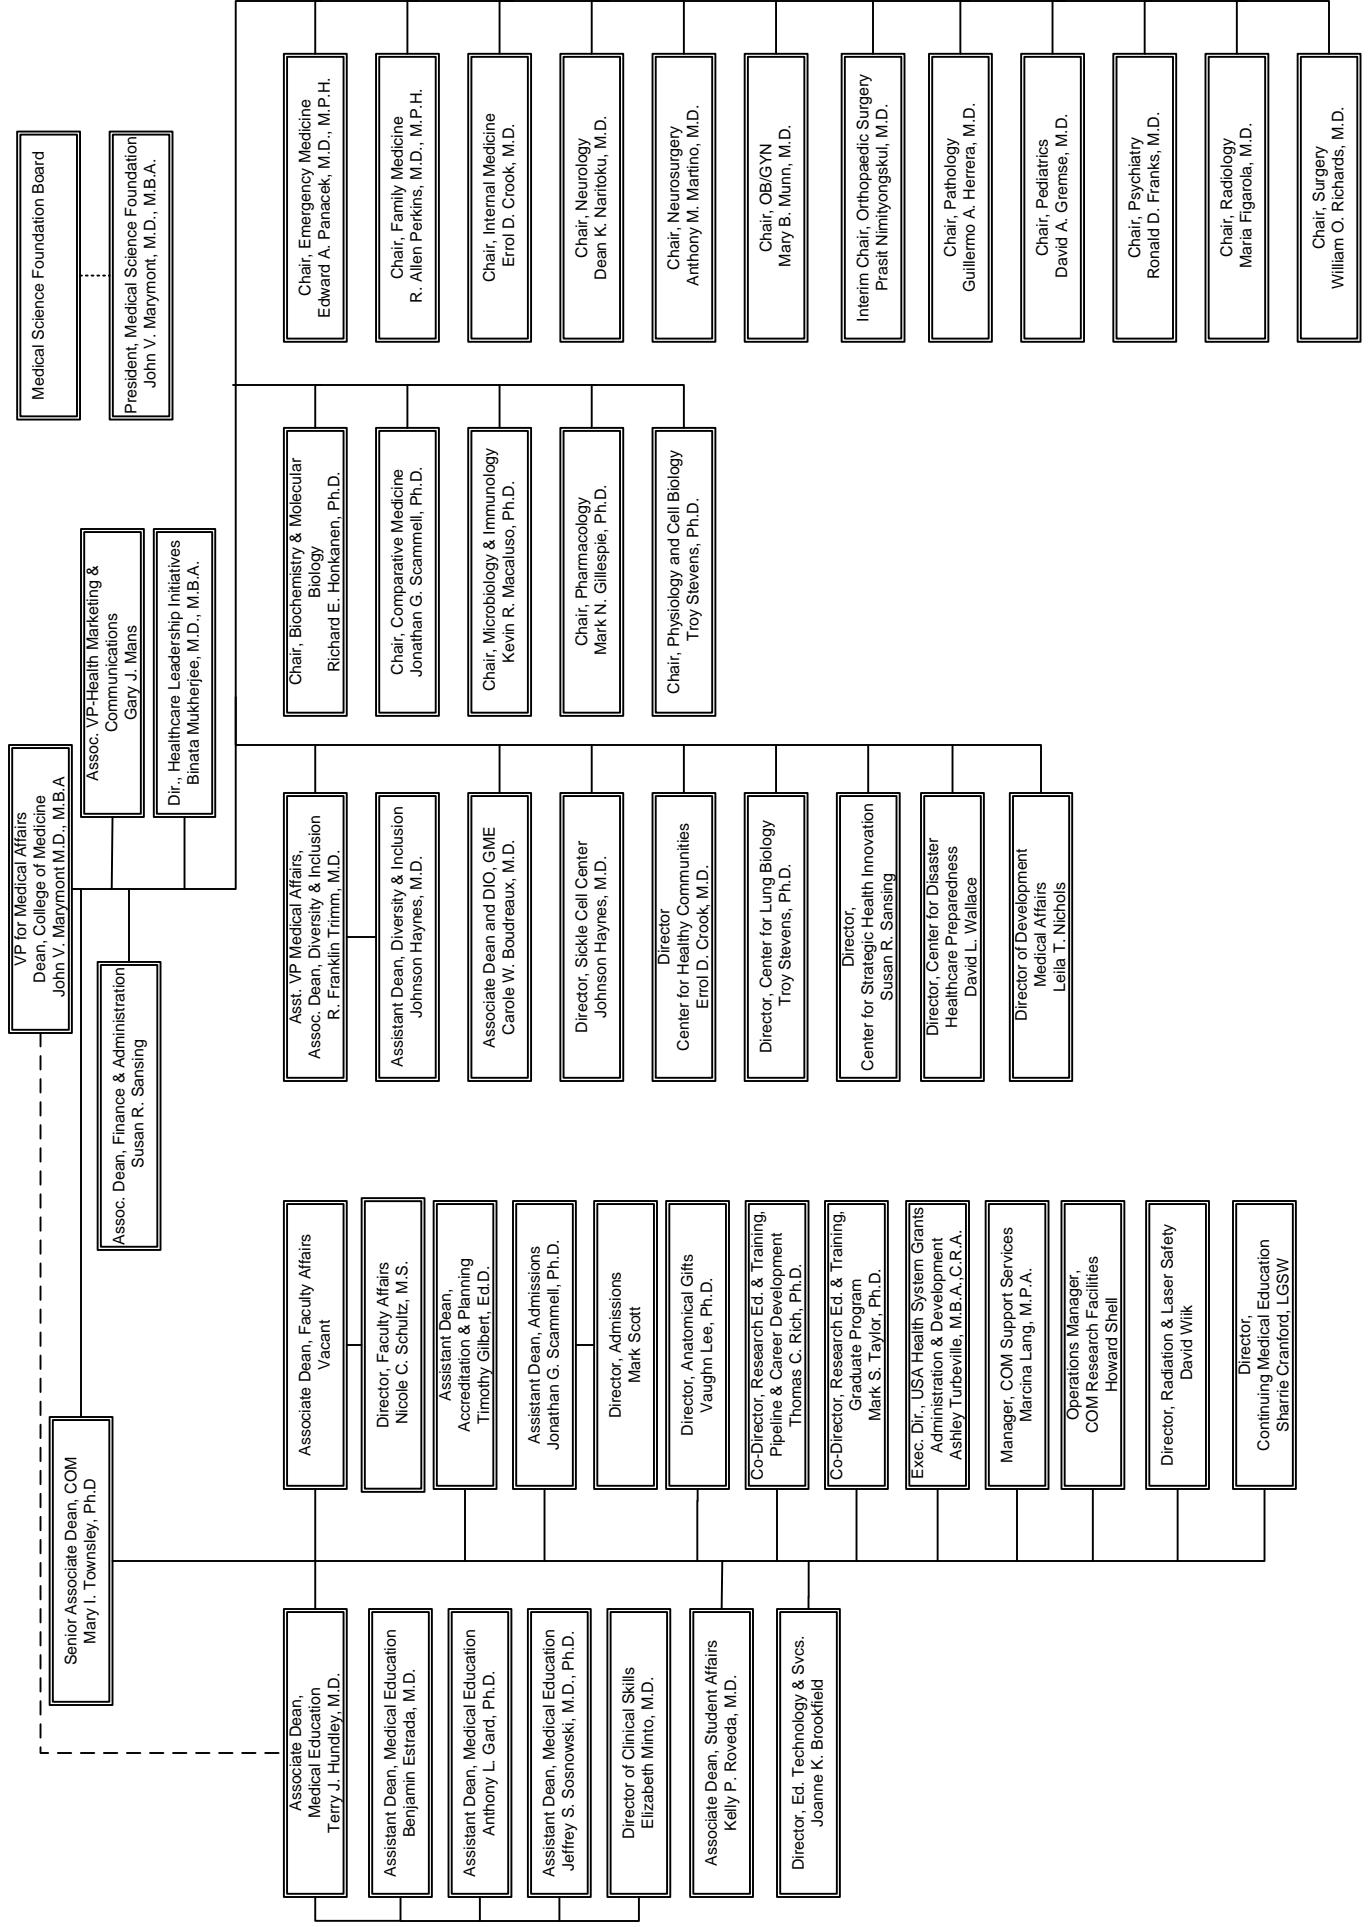 VP for Medical Affairs
Dean, College of Medicine
John V. Marymont M.D., M.B.A
Medical Science Foundation Board
President, Medical Science Foundation
John V. Marymont, M.D., M.B.A.
Senior Associate Dean, COM
Mary I. Townsley, Ph.D
Assoc. Dean, Finance & Administration
Susan R. Sansing
Assoc. VP-Health Marketing &
Communications
Gary J. Mans
Dir., Healthcare Leadership Initiatives
Binata Mukherjee, M.D., M.B.A.
Associate Dean,
Medical Education
Terry J. Hundley, M.D.
Assistant Dean, Medical Education
Benjamin Estrada, M.D.
Assistant Dean, Medical Education
Anthony L. Gard, Ph.D.
Assistant Dean, Medical Education
Jeffrey S. Sosnowski, M.D., Ph.D.
Director of Clinical Skills
Elizabeth Minto, M.D.
Associate Dean, Student Affairs
Kelly P. Roveda, M.D.
Director, Ed. Technology & Svcs.
Joanne K. Brookfield
Associate Dean, Faculty Affairs
Vacant
Director, Faculty Affairs
Nicole C. Schultz, M.S.
Assistant Dean,
Accreditation & Planning
Timothy Gilbert, Ed.D.
Assistant Dean, Admissions
Jonathan G. Scammell, Ph.D.
Director, Admissions
Mark Scott
Director, Anatomical Gifts
Vaughn Lee, Ph.D.
Co-Director, Research Ed. & Training,
Pipeline & Career Development
Thomas C. Rich, Ph.D.
Co-Director, Research Ed. & Training,
Graduate Program
Mark S. Taylor, Ph.D.
Exec. Dir., USA Health System Grants
Administration & Development
Ashley Turbeville, M.B.A.,C.R.A.
Manager, COM Support Services
Marcina Lang, M.P.A.
Operations Manager,
COM Research Facilities
Howard Shell
Director, Radiation & Laser Safety
David Wilk
Director,
Continuing Medical Education
Sharrie Cranford, LGSW
Asst. VP Medical Affairs,
Assoc. Dean, Diversity & Inclusion
R. Franklin Trimm, M.D.
Assistant Dean, Diversity & Inclusion
Johnson Haynes, M.D.
Associate Dean and DIO, GME
Carole W. Boudreaux, M.D.
Director, Sickle Cell Center
Johnson Haynes, M.D.
Director
Center for Healthy Communities
Errol D. Crook, M.D.
Director, Center for Lung Biology
Troy Stevens, Ph.D.
Director,
Center for Strategic Health Innovation
Susan R. Sansing
Director, Center for Disaster
Healthcare Preparedness
David L. Wallace
Director of Development
Medical Affairs
Leila T. Nichols
Chair, Biochemistry & Molecular
Biology
Richard E. Honkanen, Ph.D.
Chair, Comparative Medicine
Jonathan G. Scammell, Ph.D.
Chair, Microbiology & Immunology
Kevin R. Macaluso, Ph.D.
Chair, Pharmacology
Mark N. Gillespie, Ph.D.
Chair, Physiology and Cell Biology
Troy Stevens, Ph.D.
Chair, Emergency Medicine
Edward A. Panacek, M.D., M.P.H.
Chair, Family Medicine
R. Allen Perkins, M.D., M.P.H.
Chair, Internal Medicine
Errol D. Crook, M.D.
Chair, Neurology
Dean K. Naritoku, M.D.
Chair, Neurosurgery
Anthony M. Martino, M.D.
Chair, OB/GYN
Mary B. Munn, M.D.
Interim Chair, Orthopaedic Surgery
Prasit Nimityongskul, M.D.
Chair, Pathology
Guillermo A. Herrera, M.D.
Chair, Pediatrics
David A. Gremse, M.D.
Chair, Psychiatry
Ronald D. Franks, M.D.
Chair, Radiology
Maria Figarola, M.D.
Chair, Surgery
William O. Richards, M.D.